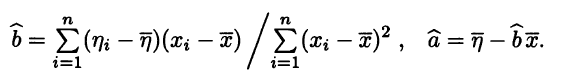 b̂ = ∑_{i=1}^{n} (η_i − η̄)(x_i − x̄) / ∑_{i=1}^{n} (x_i − x̄)² , â = η̄ − b̂ x̄.